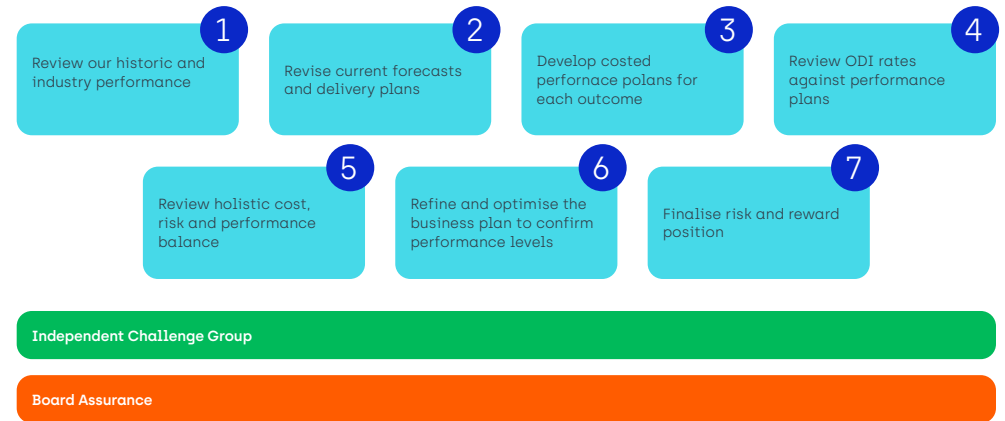 1
Review our historic and
industry performance
2
Revise current forecasts
and delivery plans
3
Develop costed
perfornace polans for
each outcome
4
Review ODI rates
against performance
plans
5
Review holistic cost,
risk and performance
balance
6
Refine and optimise the
business plan to confirm
performance levels
7
Finalise risk and reward
position
Independent Challenge Group
Board Assurance